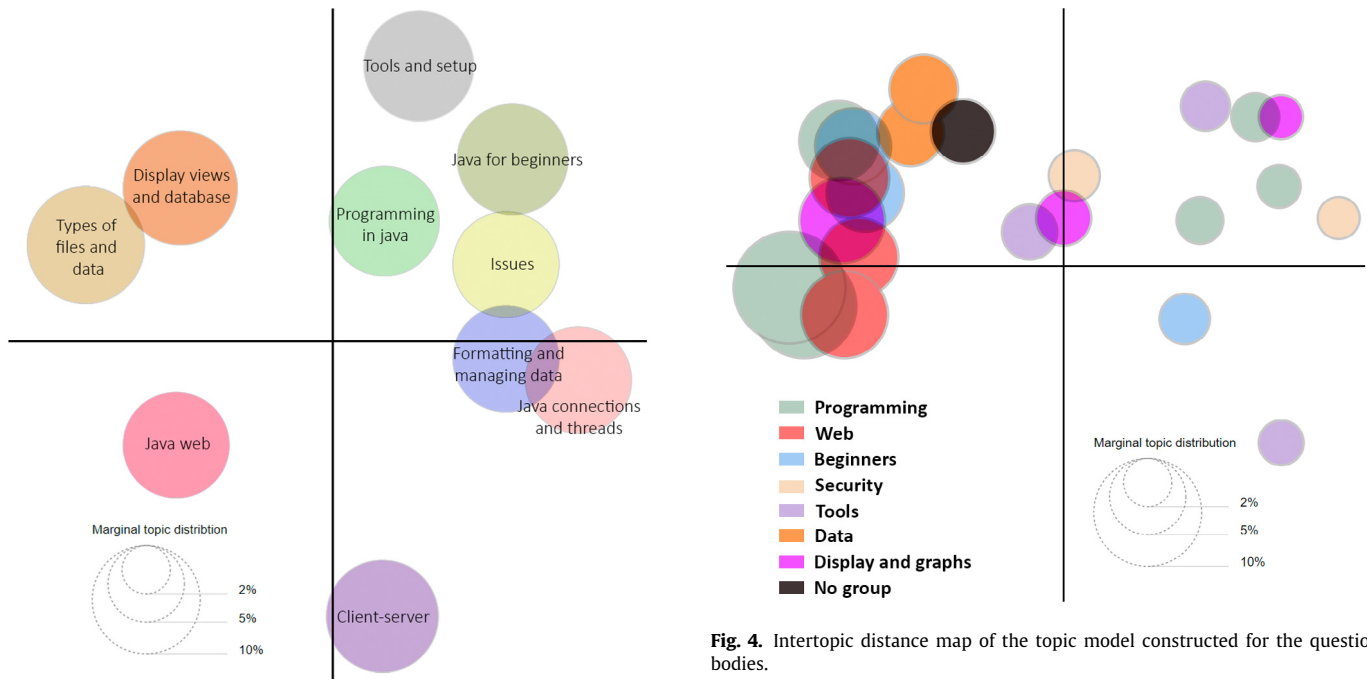 Tools and setup
Java for beginners
Display views
and database
Programming
in java
Types of
files and
data
Issues
Formatting and
managing data
Java connections
and threads
Java web
Marginal topic distribtion
2%
5%
10%
Client-server
Programming
Web
Beginners
Security
Tools
Data
Display and graphs
No group
Marginal topic distribution
2%
5%
10%
Fig. 4. Intertopic distance map of the topic model constructed for the questio
bodies.